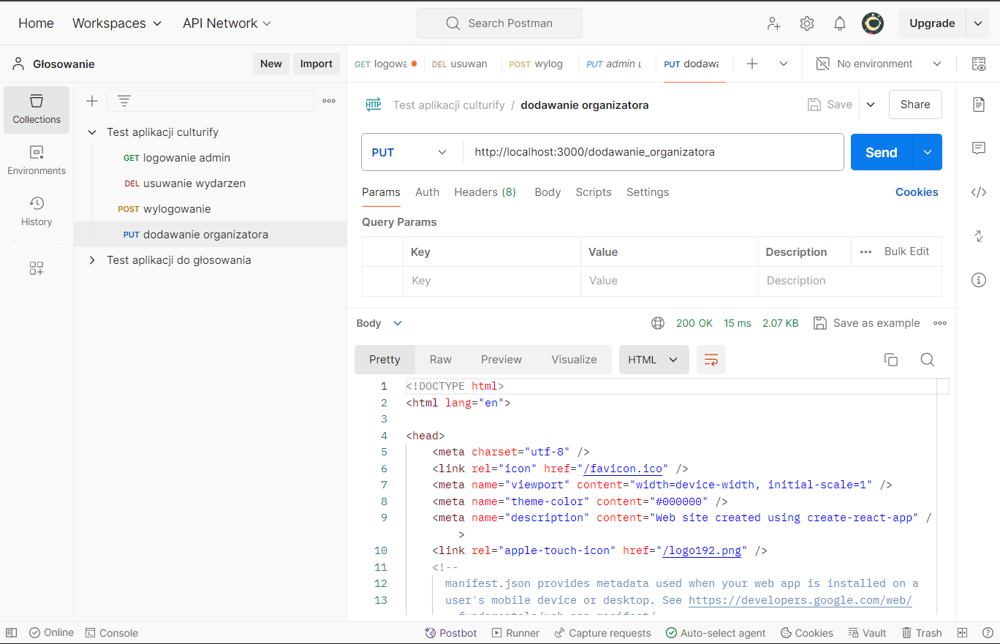 Home Workspaces API Network Search Postman Upgrade
Głosowanie New Import GET logowa DEL usuwan POST wylog PUT admin u PUT dodawa No environment
Collections
Environments
History
Test aplikacji culturify
GET logowanie admin
DEL usuwanie wydarzen
POST wylogowanie
PUT dodawanie organizatora
Test aplikacji do głosowania
HTTP Test aplikacji culturify / dodawanie organizatora Save Share
PUT http://localhost:3000/dodawanie_organizatora Send
Params Auth Headers (8) Body Scripts Settings Cookies
Query Params
Key Value Description Bulk Edit
Key Value Description
Body 200 OK 15 ms 2.07 KB Save as example
Pretty Raw Preview Visualize HTML
1 <!DOCTYPE html>
2 <html lang="en">
3
4 <head>
5 <meta charset="utf-8" />
6 <link rel="icon" href="/favicon.ico" />
7 <meta name="viewport" content="width=device-width, initial-scale=1" />
8 <meta name="theme-color" content="#000000" />
9 <meta name="description" content="Web site created using create-react-app" /
>
10 <link rel="apple-touch-icon" href="/logo192.png" />
11 <!--
12 manifest.json provides metadata used when your web app is installed on a
13 user's mobile device or desktop. See https://developers.google.com/web/
fundamentals/web-app-manifest/
Online Console Postbot Runner Capture requests Auto-select agent Cookies Vault Trash